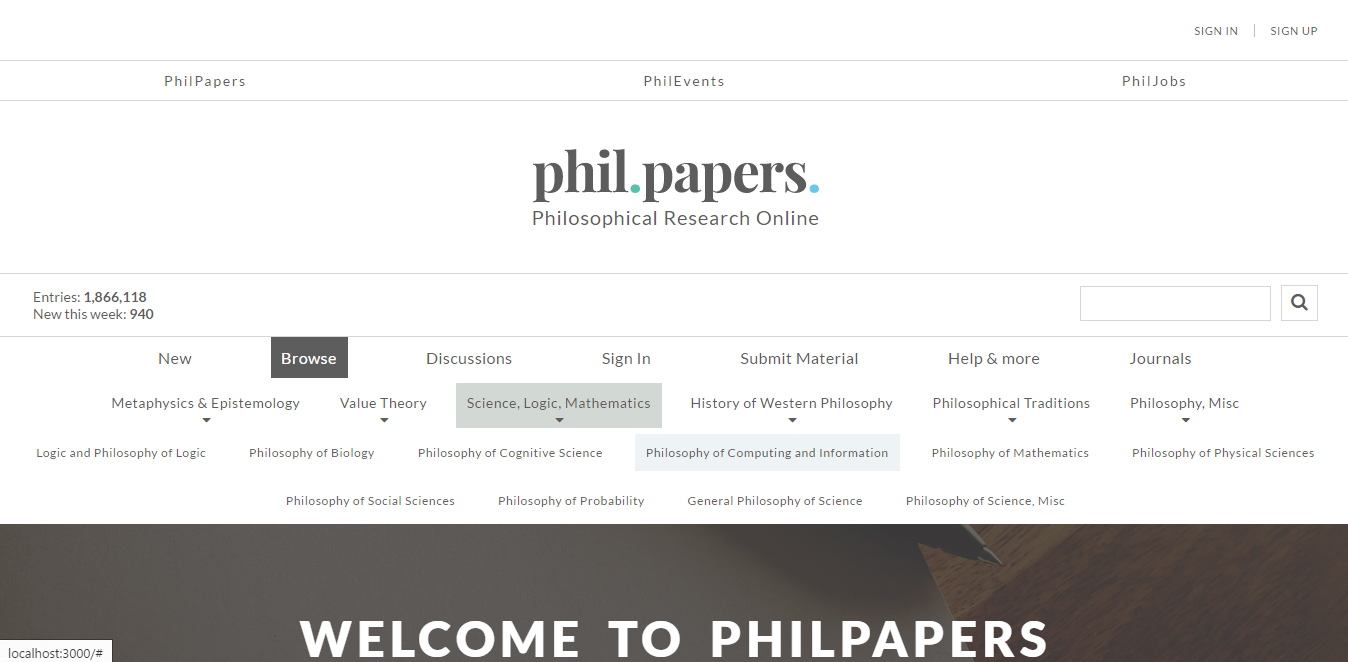 SIGN IN | SIGN UP
PhilPapers PhilEvents PhilJobs
phil.papers.
Philosophical Research Online
Entries: 1,866,118
New this week: 940
New Browse Discussions Sign In Submit Material Help & more Journals
Metaphysics & Epistemology Value Theory Science, Logic, Mathematics History of Western Philosophy Philosophical Traditions Philosophy, Misc
Logic and Philosophy of Logic Philosophy of Biology Philosophy of Cognitive Science Philosophy of Computing and Information Philosophy of Mathematics Philosophy of Physical Sciences
Philosophy of Social Sciences Philosophy of Probability General Philosophy of Science Philosophy of Science, Misc
WELCOME TO PHILPAPERS
localhost:3000/#